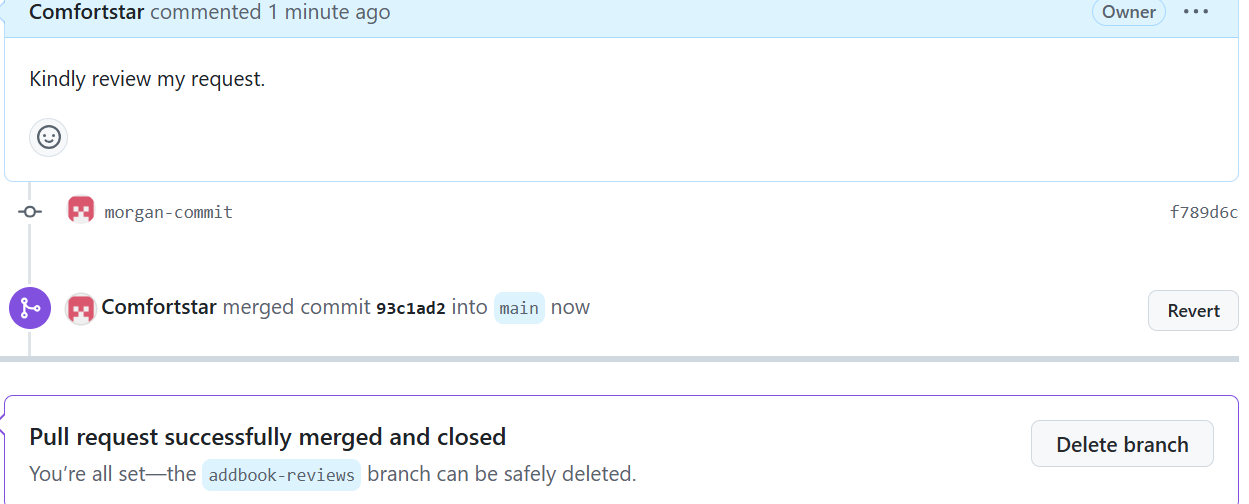 Comfortstar commented 1 minute ago Owner
Kindly review my request.
morgan-commit f789d6c
Comfortstar merged commit 93c1ad2 into main now Revert
Pull request successfully merged and closed
You’re all set—the addbook-reviews branch can be safely deleted. Delete branch